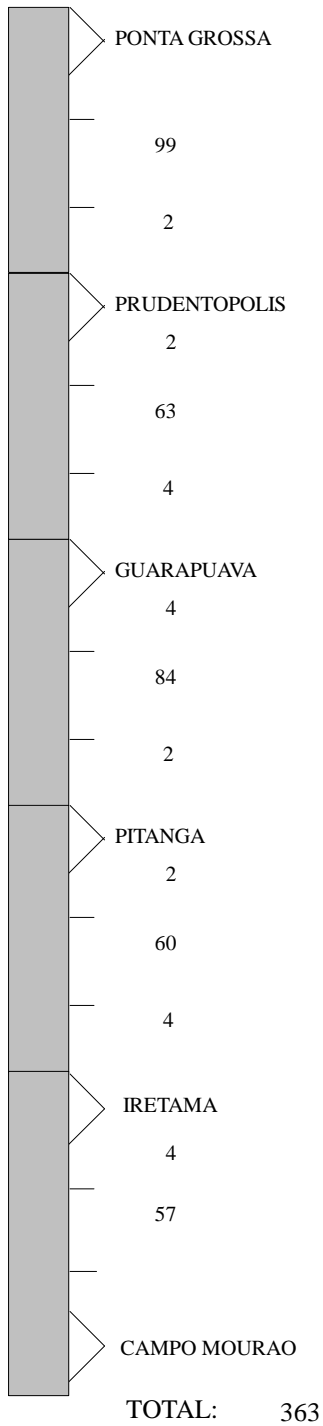 PONTA GROSSA
99
2
PRUDENTOPOLIS
2
63
4
GUARAPUAVA
4
84
2
PITANGA
2
60
4
IRETAMA
4
57
CAMPO MOURAO
TOTAL: 363